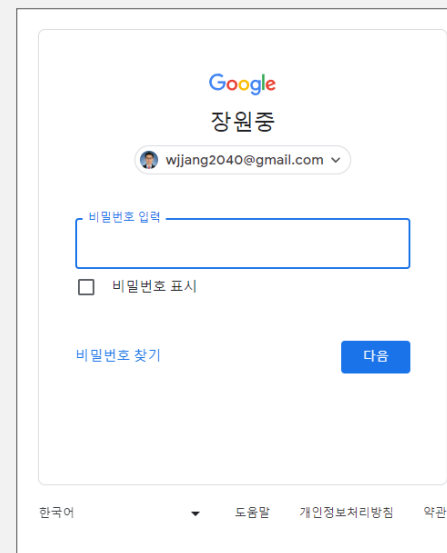 Google
장원중
wjjang2040@gmail.com
비밀번호 입력
비밀번호 표시
비밀번호 찾기
다음
한국어 도움말 개인정보처리방침 약관